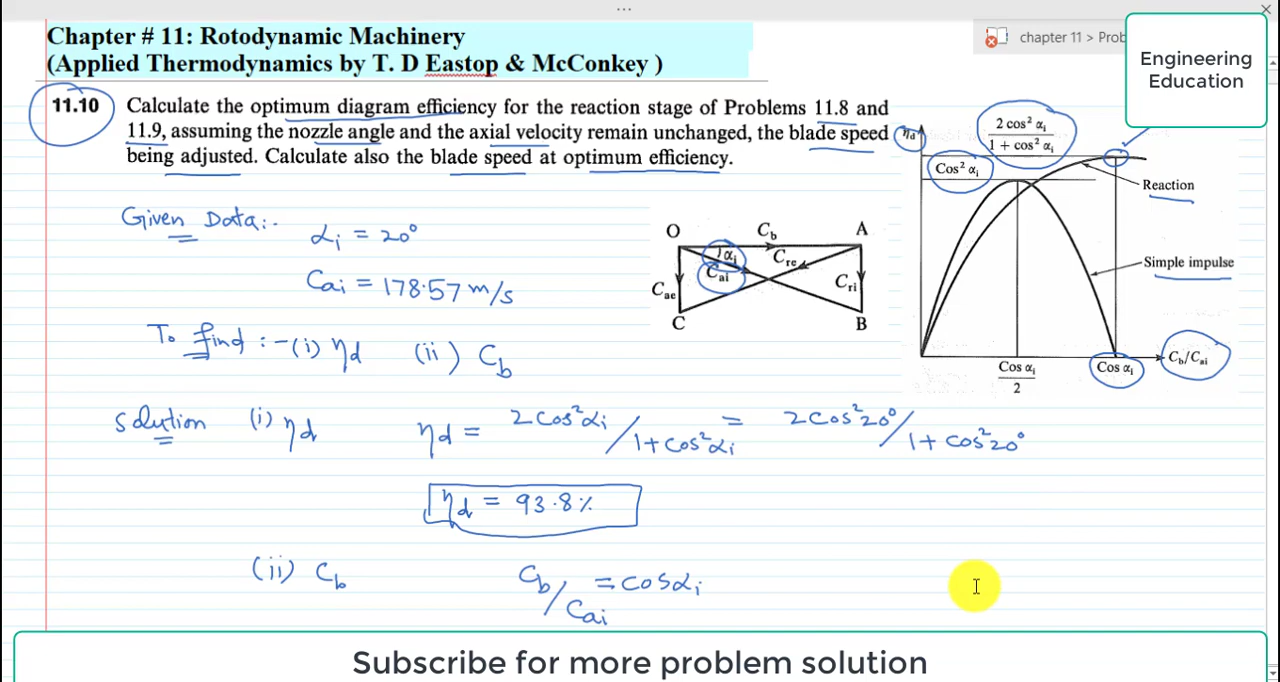 Chapter # 11: Rotodynamic Machinery
(Applied Thermodynamics by T. D Eastop & McConkey )
chapter 11 > Prob
Engineering
Education
11.10 Calculate the optimum diagram efficiency for the reaction stage of Problems 11.8 and
11.9, assuming the nozzle angle and the axial velocity remain unchanged, the blade speed
being adjusted. Calculate also the blade speed at optimum efficiency.
ηd
2 cos² αi
1 + cos² αi
Cos² αi
Reaction
Simple impulse
Cb/Cai
Cos αi
2
Cos αi
O Cb A
αi Cre
Cai
Cae Cri
C B
Given Data:-
αi = 20°
Cai = 178.57 m/s
To find :- (i) ηd (ii) Cb
Solution (i) ηd ηd = 2cos²αi / 1+cos²αi = 2cos²20° / 1+cos²20°
ηd = 93.8%
(ii) Cb Cb / Cai = cosαi
Subscribe for more problem solution